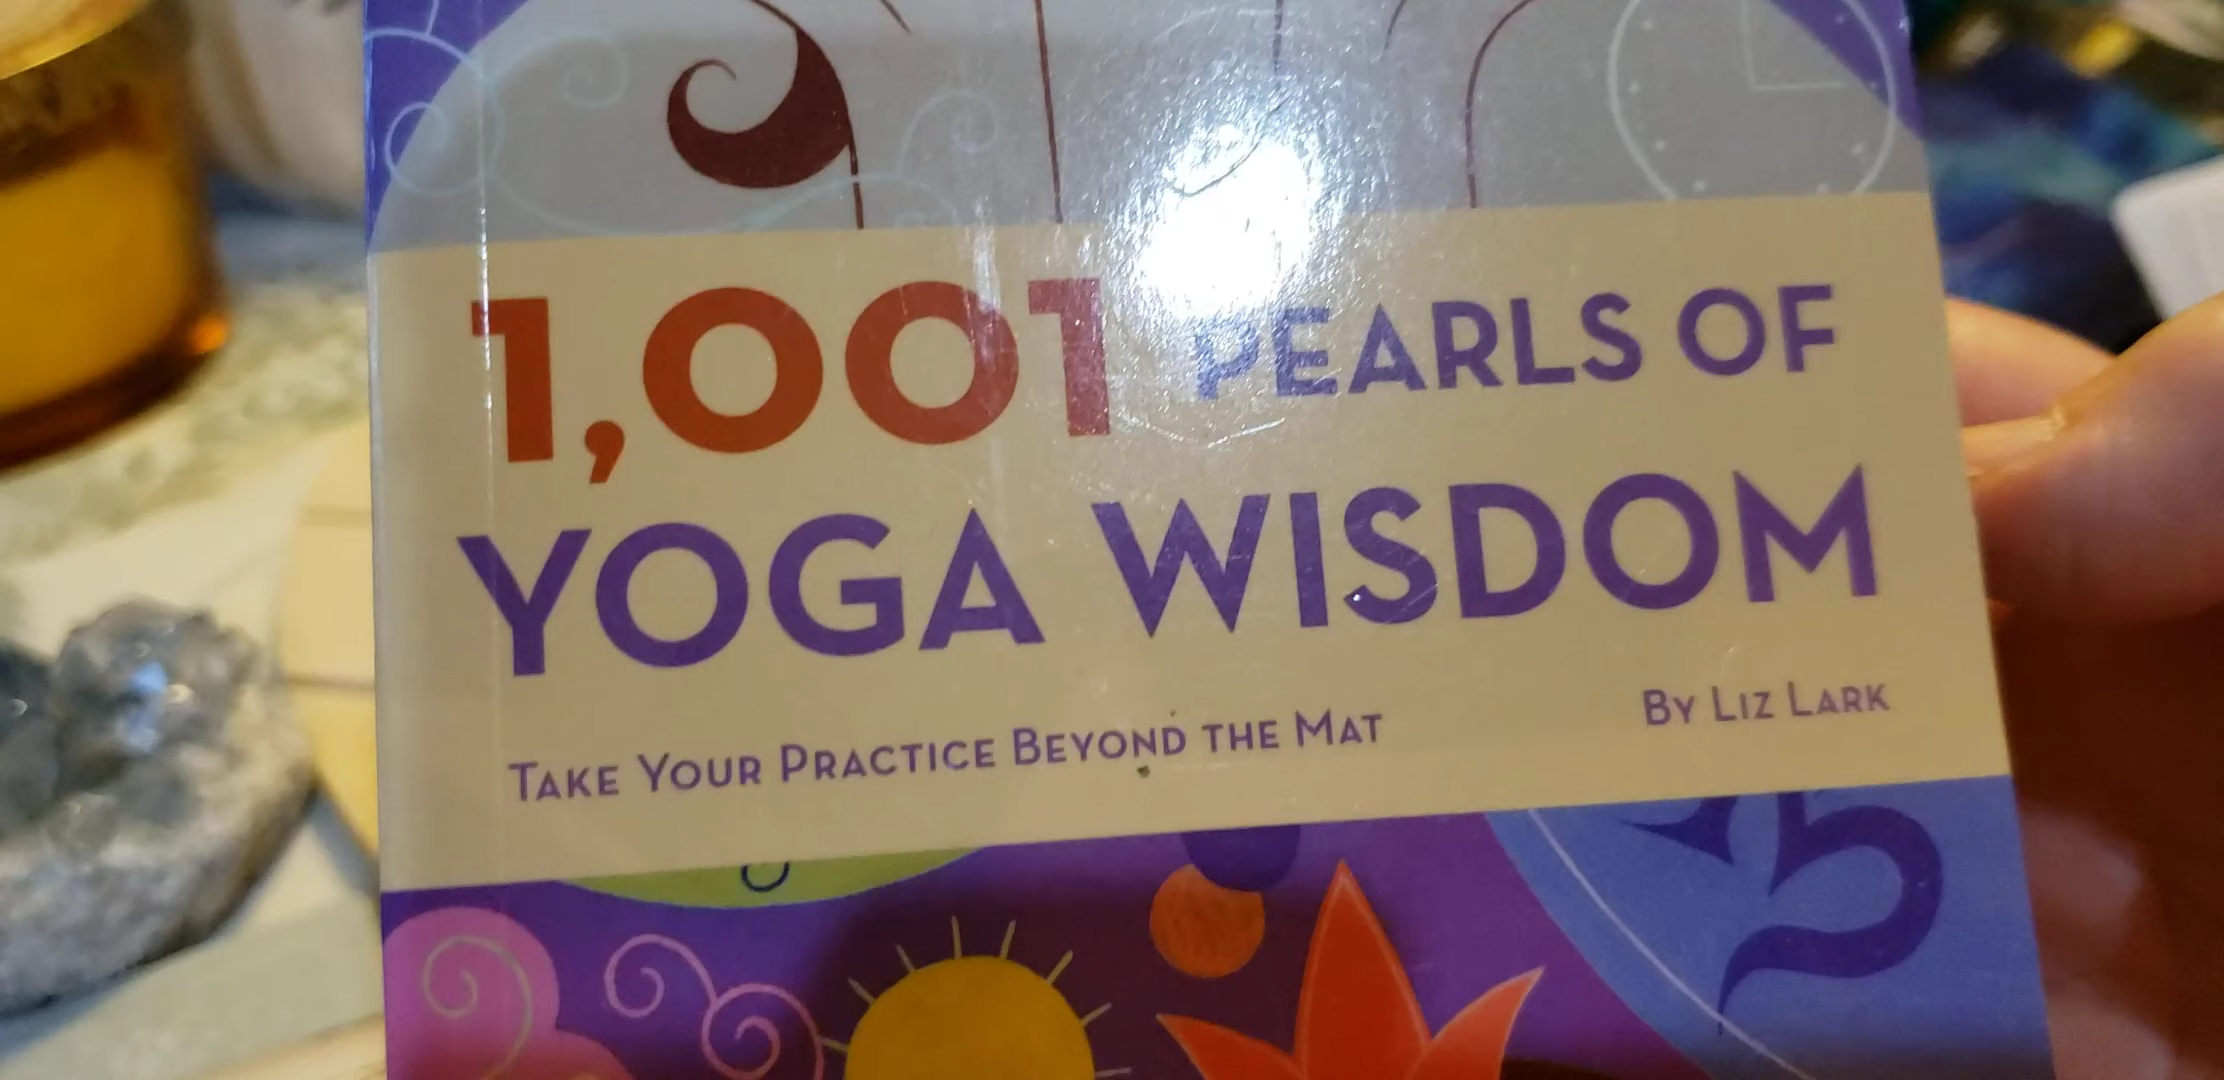 1,001 PEARLS OF
YOGA WISDOM
TAKE YOUR PRACTICE BEYOND THE MAT
BY LIZ LARK